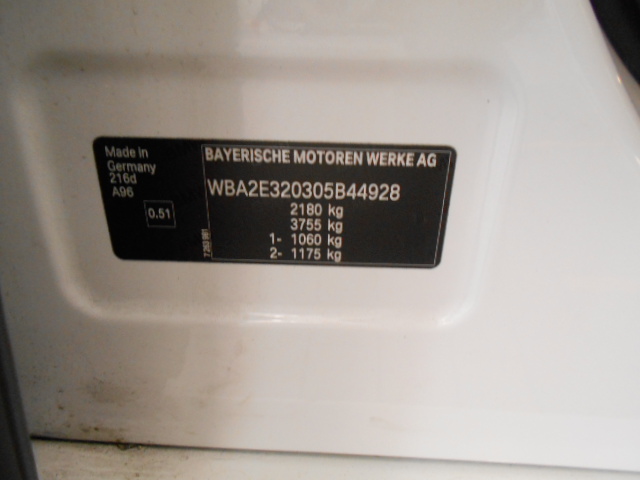 Made in
Germany
216d
A96
0.51
BAYERISCHE MOTOREN WERKE AG
WBA2E320305B44928
2180 kg
3755 kg
1- 1060 kg
2- 1175 kg